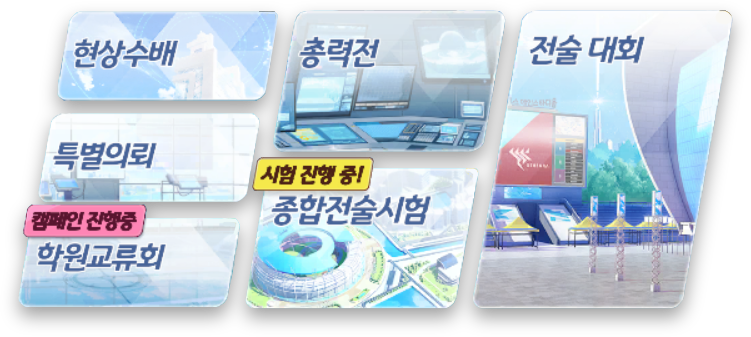 현상수배
총력전
전술 대회
특별의뢰
시험 진행 중!
종합전술시험
캠페인 진행중
학원교류회